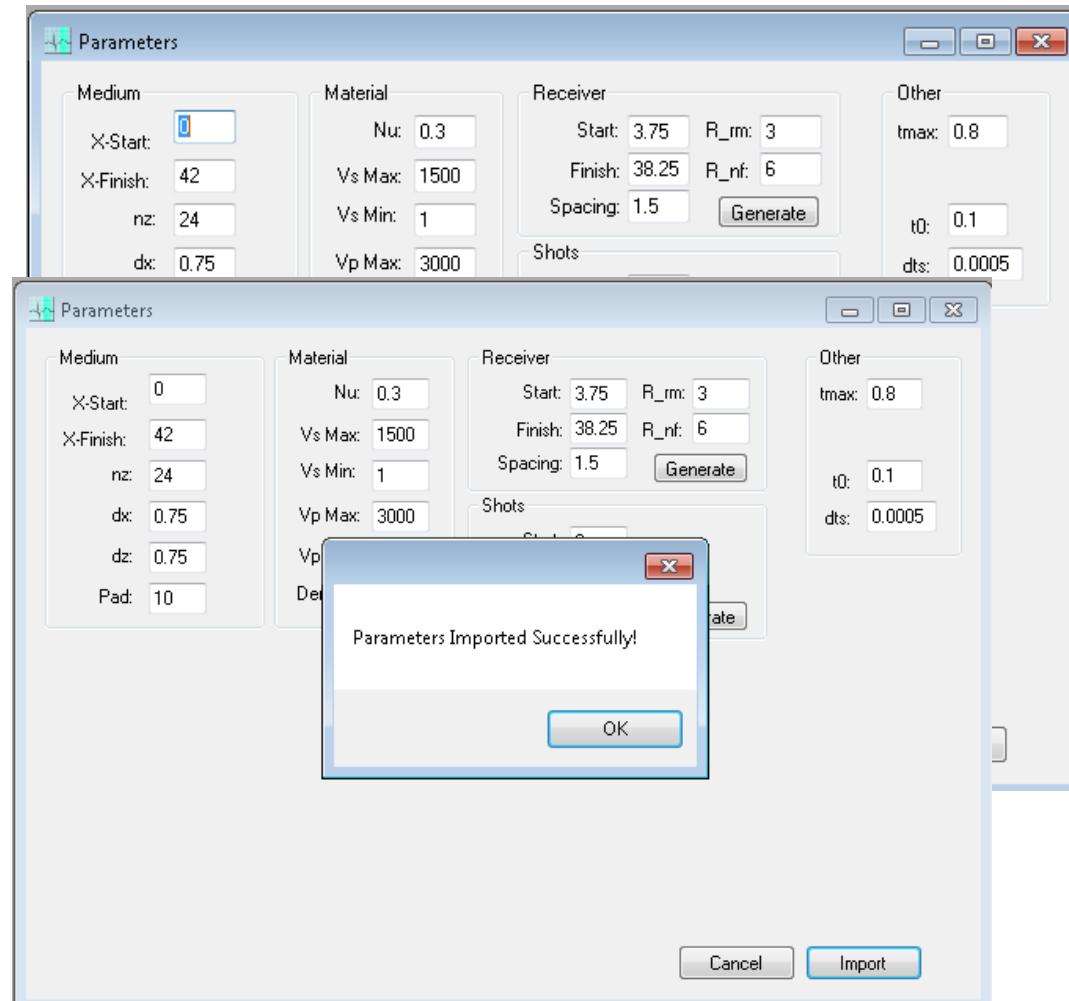 Parameters
Medium Material Receiver Other
X-Start: 0 Nu: 0.3 Start: 3.75 R_rm: 3 tmax: 0.8
X-Finish: 42 Vs Max: 1500 Finish: 38.25 R_nf: 6
nz: 24 Vs Min: 1 Spacing: 1.5 Generate t0: 0.1
dx: 0.75 Vp Max: 3000 Shots dts: 0.0005
Parameters
Medium Material Receiver Other
X-Start: 0 Nu: 0.3 Start: 3.75 R_rm: 3 tmax: 0.8
X-Finish: 42 Vs Max: 1500 Finish: 38.25 R_nf: 6
nz: 24 Vs Min: 1 Spacing: 1.5 Generate t0: 0.1
dx: 0.75 Vp Max: 3000 Shots dts: 0.0005
dz: 0.75 Vp
Pad: 10
Parameters Imported Successfully!
OK
Cancel Import